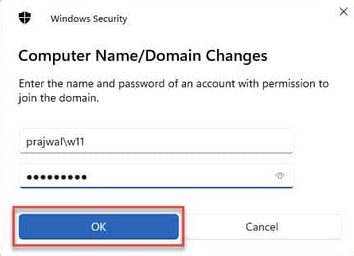 Windows Security
Computer Name/Domain Changes
Enter the name and password of an account with permission to
join the domain.
prajwal\w11
•••••••••
OK
Cancel